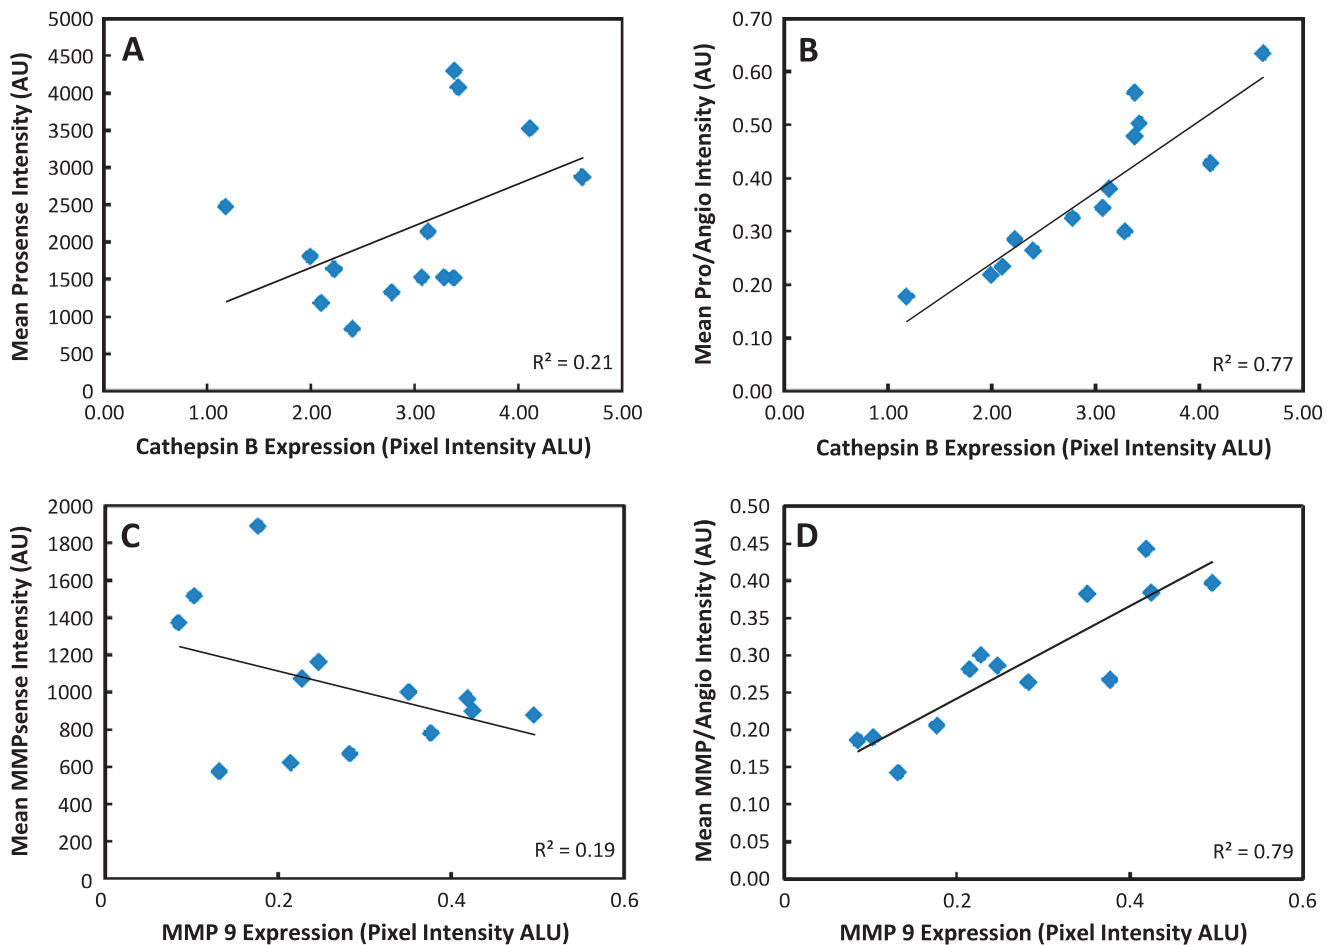 A
Mean Prosense Intensity (AU)
5000
4500
4000
3500
3000
2500
2000
1500
1000
500
0
R² = 0.21
0.00 1.00 2.00 3.00 4.00 5.00
Cathepsin B Expression (Pixel Intensity ALU)
B
Mean Pro/Angio Intensity (AU)
0.70
0.60
0.50
0.40
0.30
0.20
0.10
0.00
R² = 0.77
0.00 1.00 2.00 3.00 4.00 5.00
Cathepsin B Expression (Pixel Intensity ALU)
C
Mean MMPsense Intensity (AU)
2000
1800
1600
1400
1200
1000
800
600
400
200
0
R² = 0.19
0 0.2 0.4 0.6
MMP 9 Expression (Pixel Intensity ALU)
D
Mean MMP/Angio Intensity (AU)
0.50
0.45
0.40
0.35
0.30
0.25
0.20
0.15
0.10
0.05
0.00
R² = 0.79
0 0.2 0.4 0.6
MMP 9 Expression (Pixel Intensity ALU)